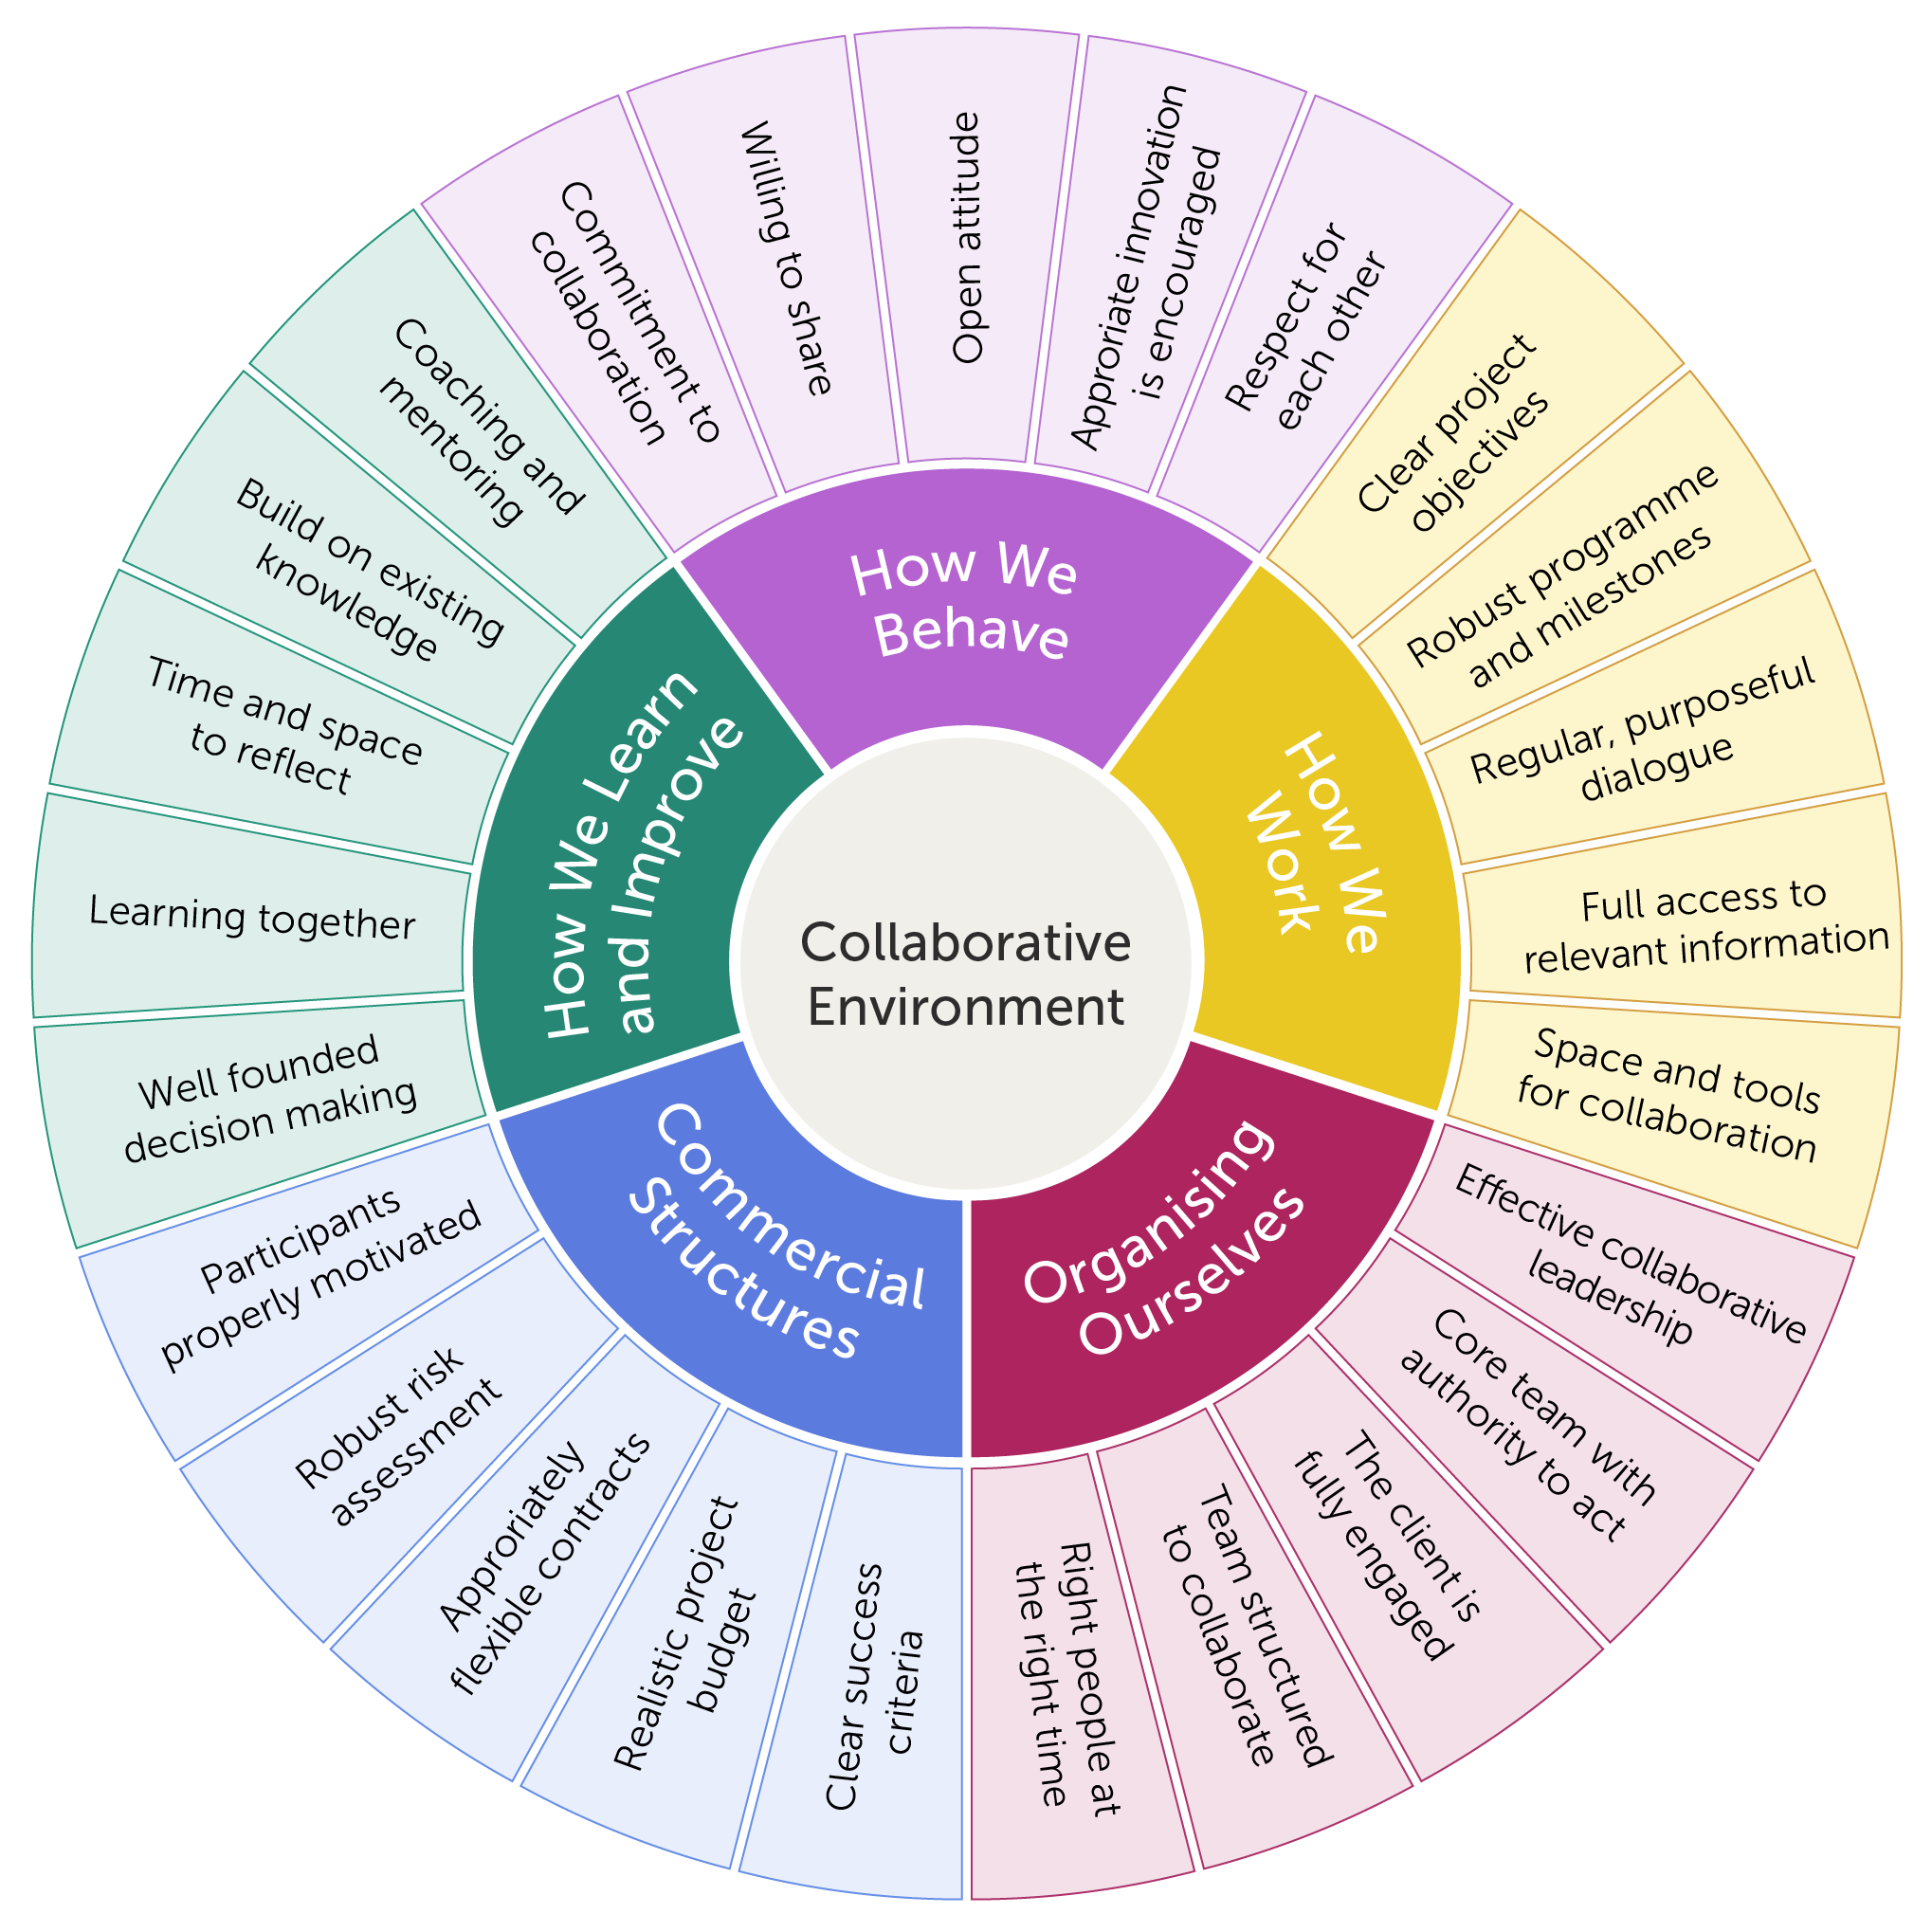 Collaborative
Environment
How We
Behave
Commitment to
collaboration
Willing to share
Open attitude
Approriate innovation
is encouraged
Respect for
each other
How We
Work
Clear project
objectives
Robust programme
and milestones
Regular, purposeful
dialogue
Full access to
relevant information
Space and tools
for collaboration
Organising
Ourselves
Effective collaborative
leadership
Core team with
authority to act
The client is
fully engaged
Team structured
to collaborate
Right people at
the right time
Commercial
Structures
Clear success
criteria
Realistic project
budget
Approriately
flexible contracts
Robust risk
assessment
Participants
properly motivated
How We Learn
and Improve
Well founded
decision making
Learning together
Time and space
to reflect
Build on existing
knowledge
Coaching and
mentoring